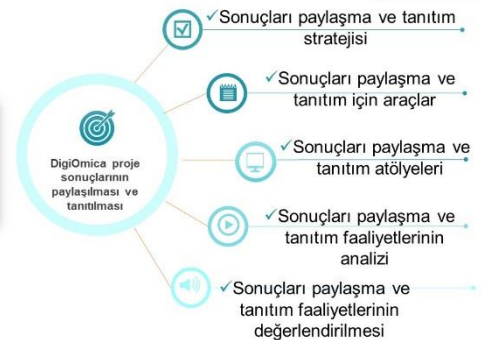 ✓Sonuçları paylaşma ve tanıtım
stratejisi
✓Sonuçları paylaşma ve
tanıtım için araçlar
DigiOmica proje
sonuçlarının
paylaşılması ve
tanıtılması
✓Sonuçları paylaşma ve
tanıtım atölyeleri
✓Sonuçları paylaşma ve
tanıtım faaliyetlerinin
analizi
✓Sonuçları paylaşma ve
tanıtım faaliyetlerinin
değerlendirilmesi